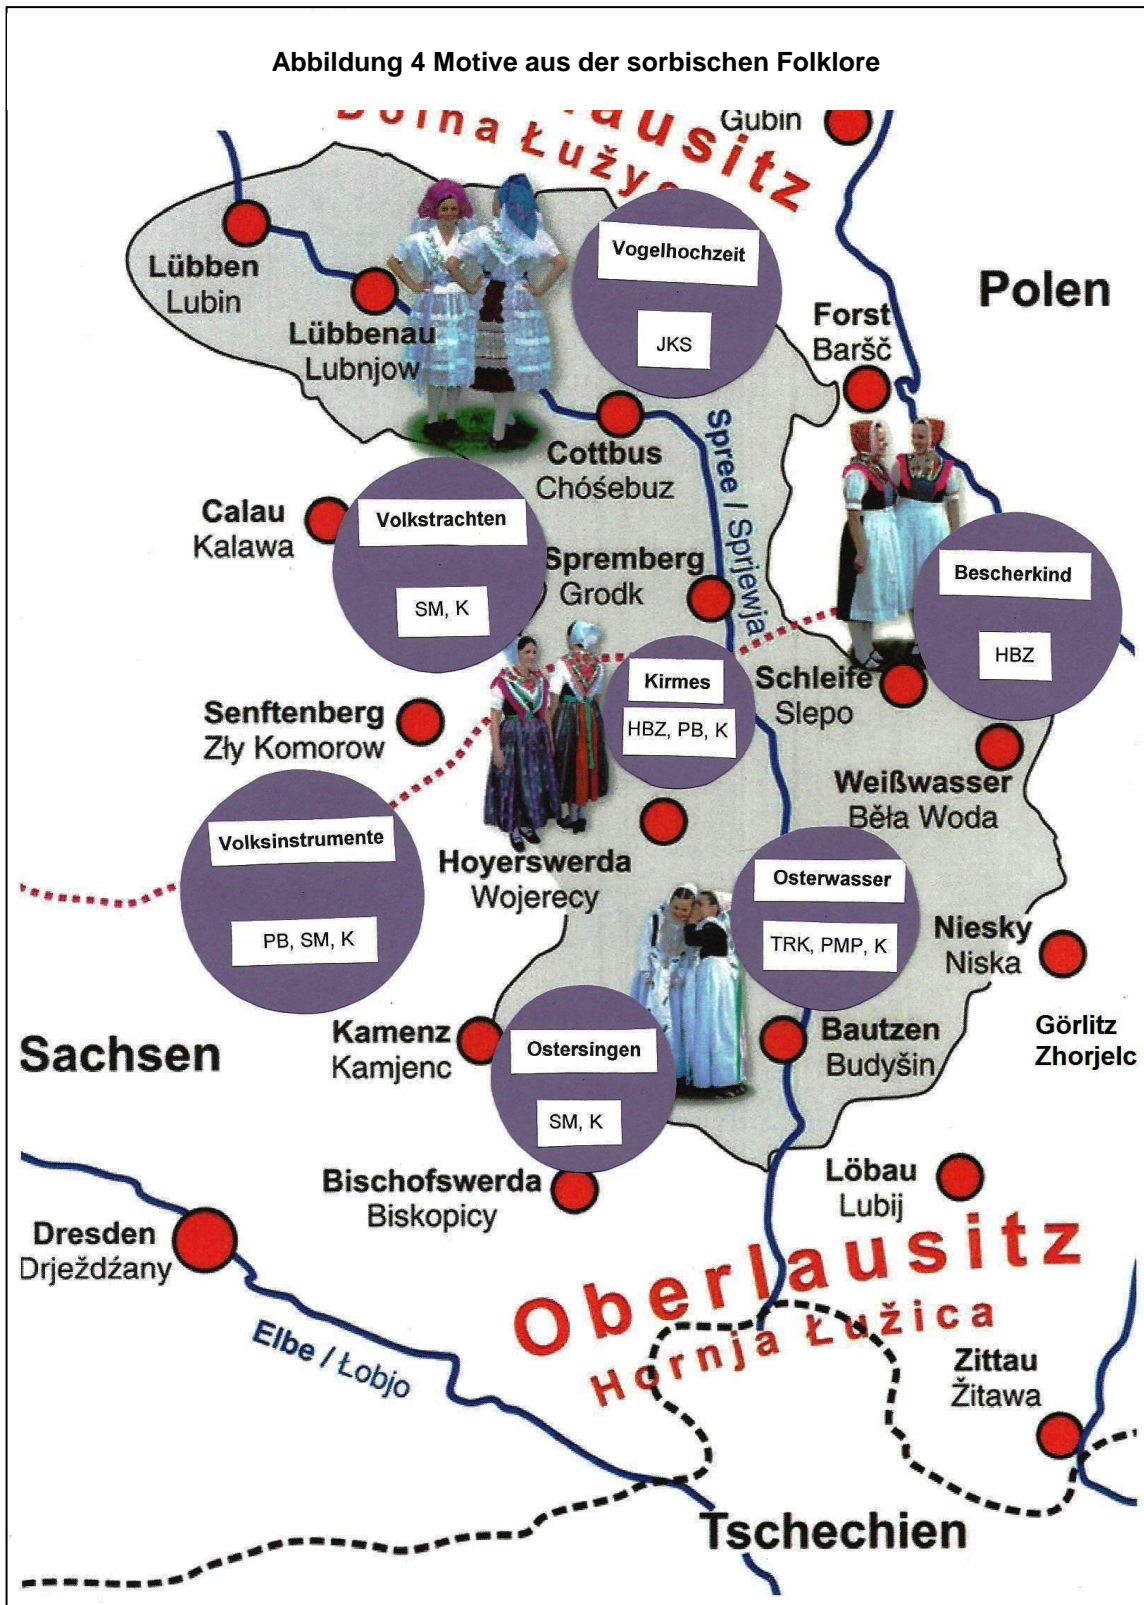 Abbildung 4 Motive aus der sorbischen Folklore
ausitz
Dolna Łužyc
Gubin
Lübben
Lubin
Lübbenau
Lubnjow
Vogelhochzeit
JKS
Polen
Forst
Baršć
Cottbus
Chóśebuz
Spree / Sprjewja
Calau
Kalawa
Volkstrachten
SM, K
Spremberg
Grodk
Bescherkind
HBZ
Kirmes
HBZ, PB, K
Schleife
Slepo
Senftenberg
Zły Komorow
Weißwasser
Běła Woda
Volksinstrumente
PB, SM, K
Hoyerswerda
Wojerecy
Osterwasser
TRK, PMP, K
Niesky
Niska
Sachsen
Kamenz
Kamjenc
Ostersingen
SM, K
Bautzen
Budyšin
Görlitz
Zhorjelc
Bischofswerda
Biskopicy
Löbau
Lubij
Dresden
Drježdźany
Oberlausitz
Hornja Łužica
Elbe / Łobjo
Zittau
Žitawa
Tschechien